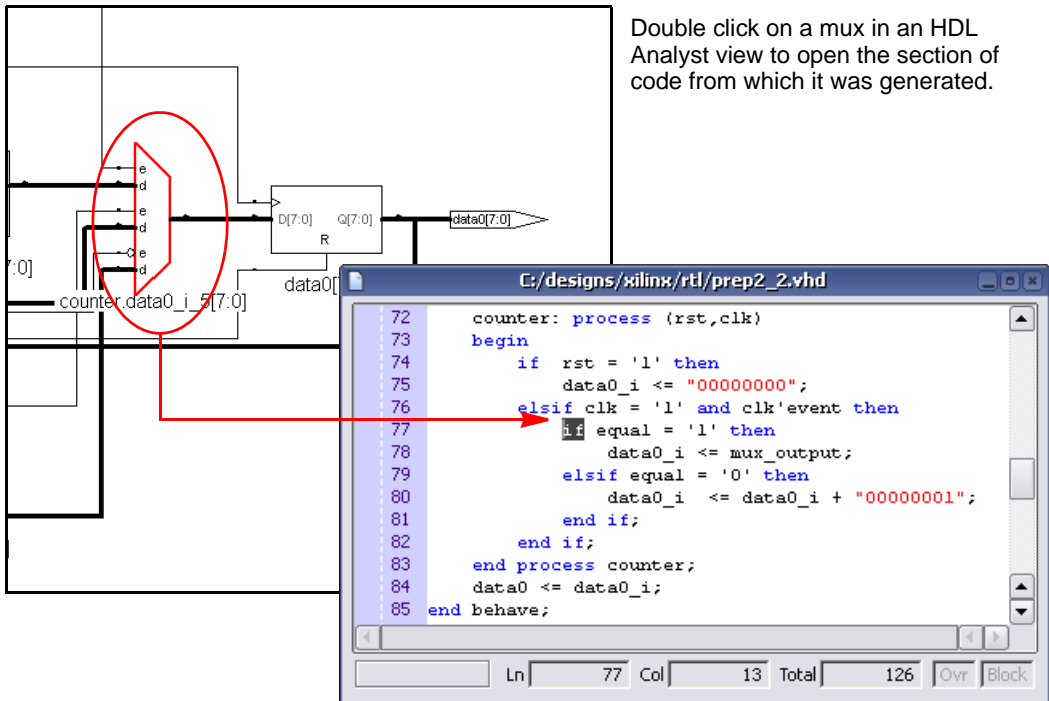 Double click on a mux in an HDL
Analyst view to open the section of
code from which it was generated.
e
d
e
d
e
d
D[7:0] Q[7:0]
R
data0[7:0]
7:0]
data0[
counter.data0_i_5[7:0]
C:/designs/xilinx/rtl/prep2_2.vhd
72 counter: process (rst,clk)
73 begin
74 if rst = '1' then
75 data0_i <= "00000000";
76 elsif clk = '1' and clk'event then
77 if equal = '1' then
78 data0_i <= mux_output;
79 elsif equal = '0' then
80 data0_i <= data0_i + "00000001";
81 end if;
82 end if;
83 end process counter;
84 data0 <= data0_i;
85 end behave;
Ln 77 Col 13 Total 126 Ovr Block